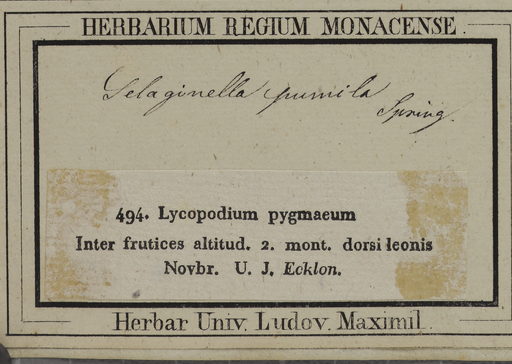 HERBARIUM REGIUM MONACENSE.
Selaginella pumila
Spring.
494. Lycopodium pygmaeum
Inter frutices altitud. 2. mont. dorsi leonis
Novbr. U. J. Ecklon.
Herbar Univ. Ludov. Maximil.